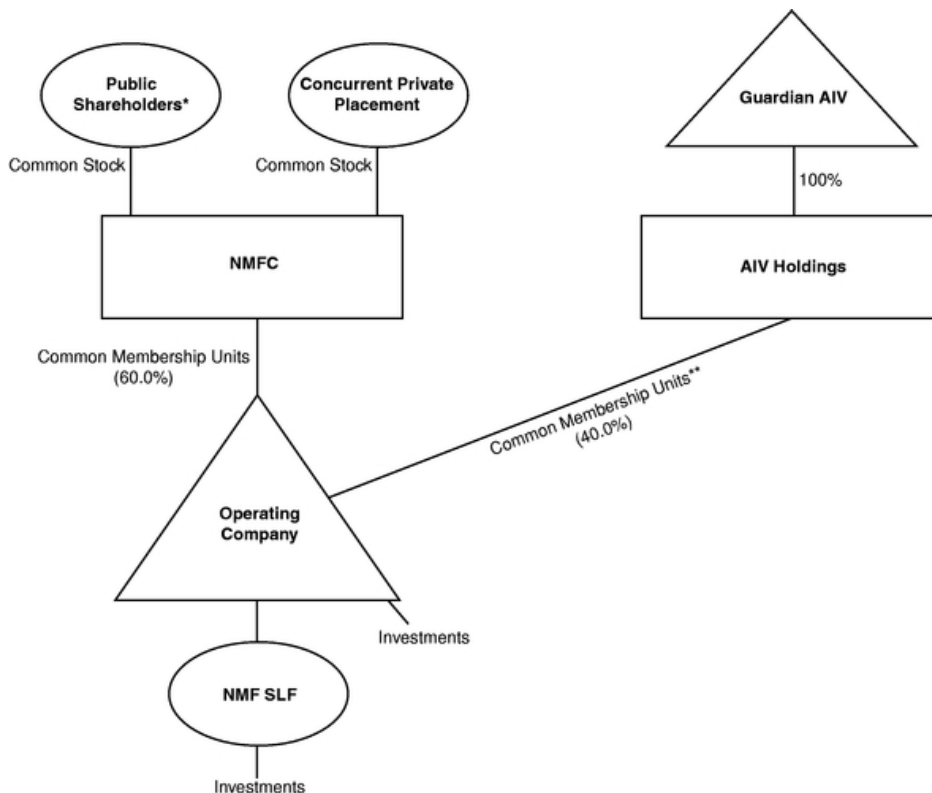 Public
Shareholders*
Concurrent Private
Placement
Guardian AIV
Common Stock
Common Stock
100%
NMFC
AIV Holdings
Common Membership Units
(60.0%)
Common Membership Units**
(40.0%)
Operating
Company
Investments
NMF SLF
Investments